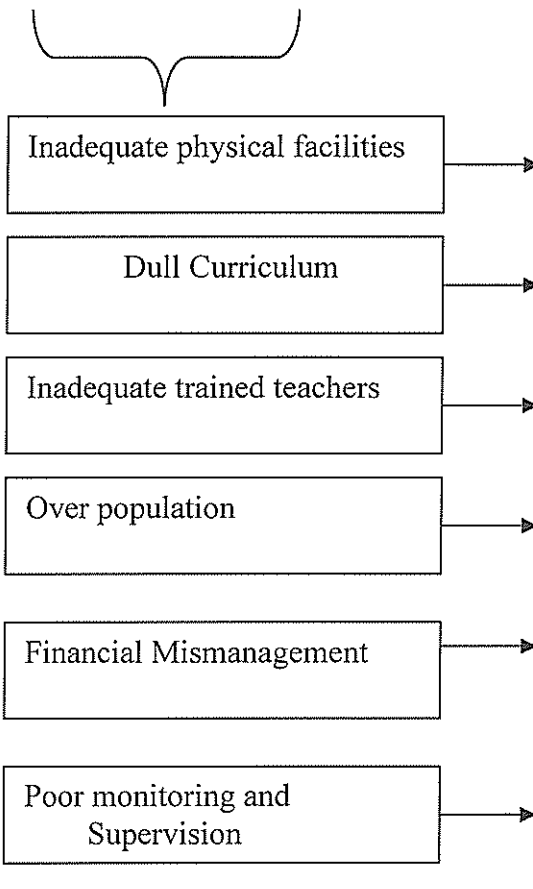 Inadequate physical facilities
Dull Curriculum
Inadequate trained teachers
Over population
Financial Mismanagement
Poor monitoring and
Supervision